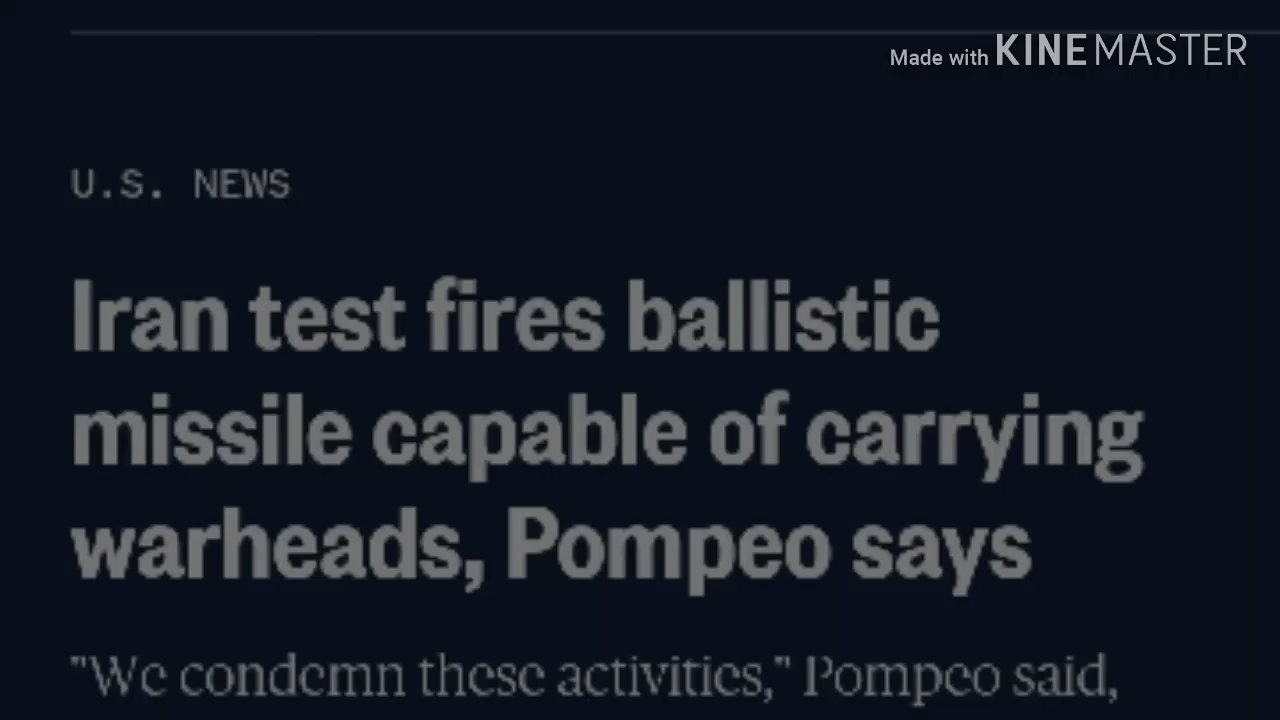 Made with KINEMASTER
U.S. NEWS
Iran test fires ballistic
missile capable of carrying
warheads, Pompeo says
"We condemn these activities," Pompeo said,